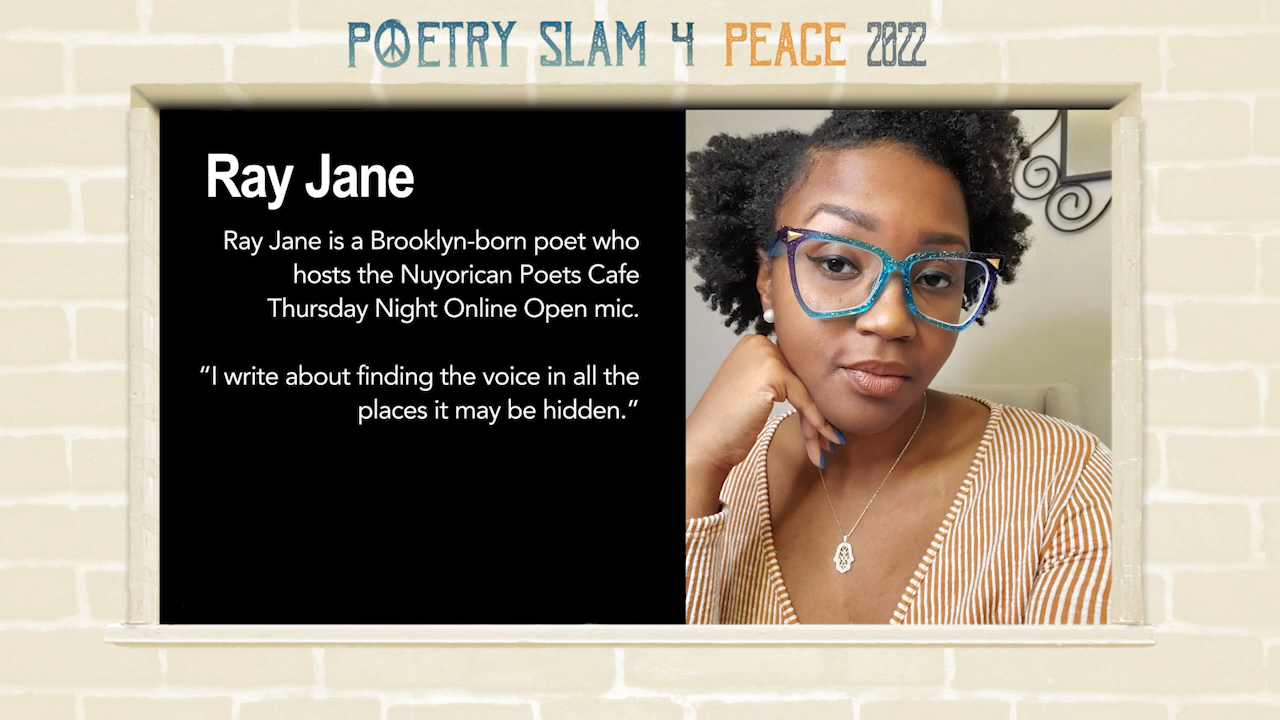 POETRY SLAM 4 PEACE 2022
Ray Jane
Ray Jane is a Brooklyn-born poet who
hosts the Nuyorican Poets Cafe
Thursday Night Online Open mic.
“I write about finding the voice in all the
places it may be hidden.”